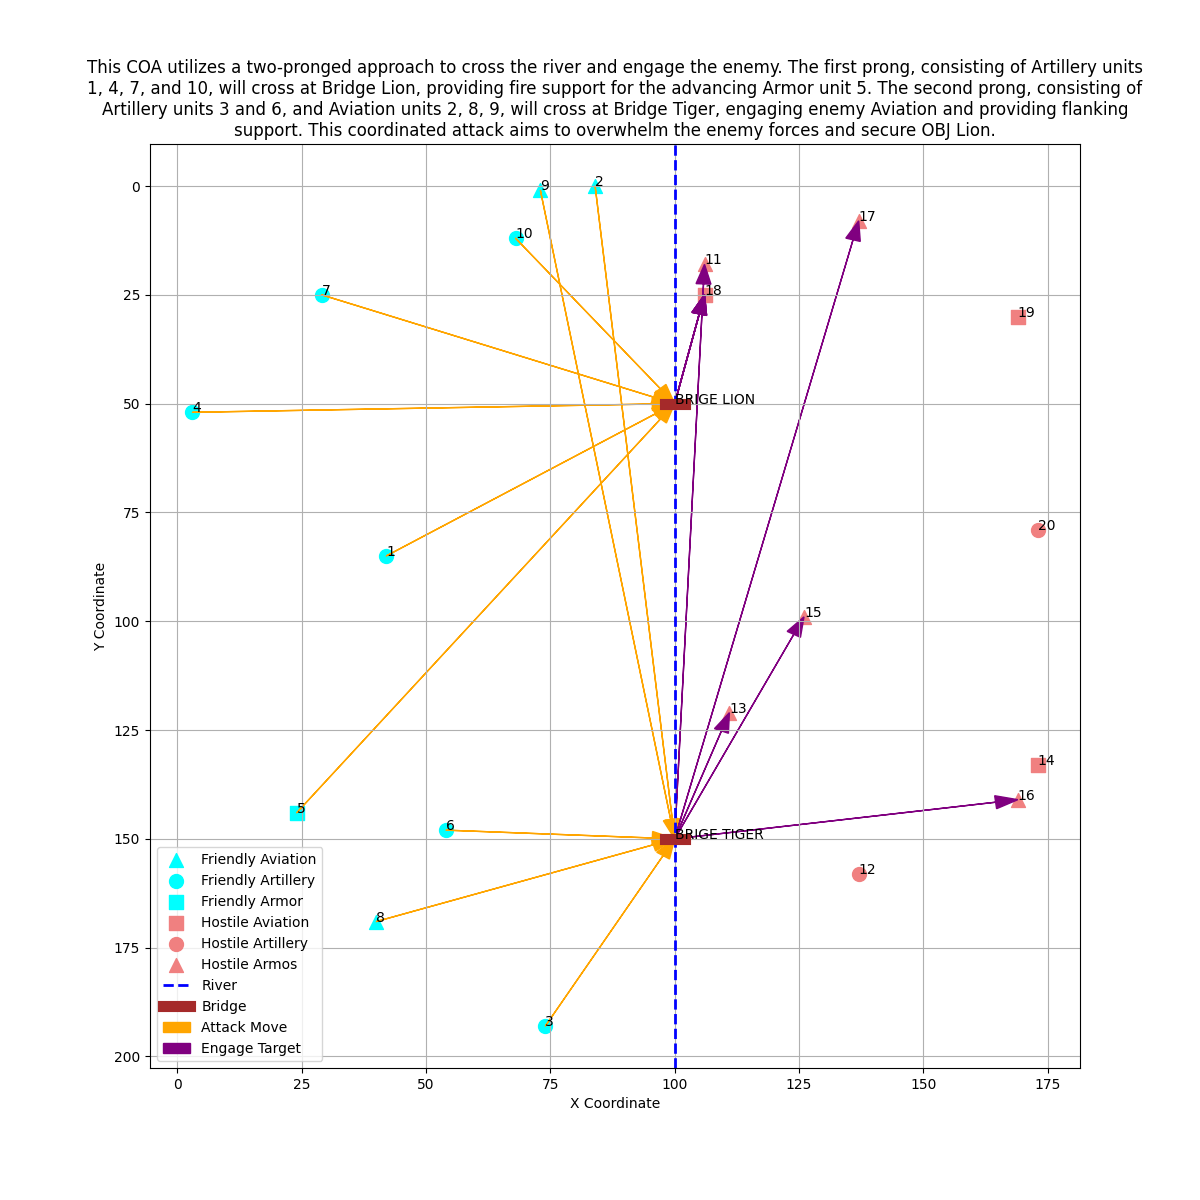 This COA utilizes a two-pronged approach to cross the river and engage the enemy. The first prong, consisting of Artillery units
1, 4, 7, and 10, will cross at Bridge Lion, providing fire support for the advancing Armor unit 5. The second prong, consisting of
Artillery units 3 and 6, and Aviation units 2, 8, 9, will cross at Bridge Tiger, engaging enemy Aviation and providing flanking
support. This coordinated attack aims to overwhelm the enemy forces and secure OBJ Lion.
0
25
50
75
100
125
150
175
200
Y Coordinate
9
2
10
7
4
1
5
6
8
3
17
11
18
19
BRIGE LION
20
15
13
14
16
BRIGE TIGER
12
Friendly Aviation
Friendly Artillery
Friendly Armor
Hostile Aviation
Hostile Artillery
Hostile Armos
River
Bridge
Attack Move
Engage Target
0
25
50
75
100
125
150
175
X Coordinate